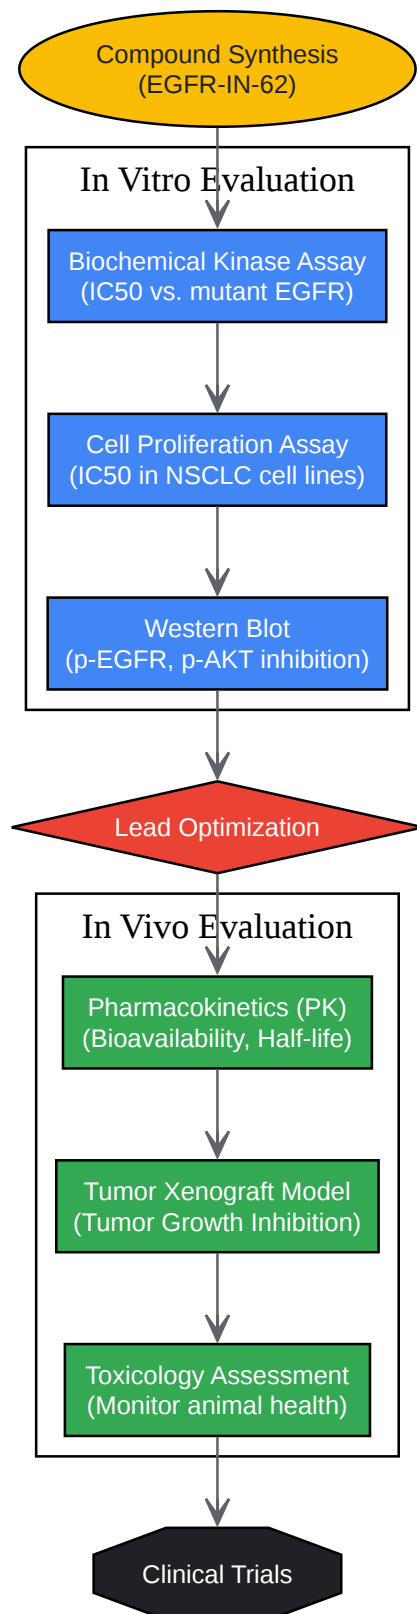 Compound Synthesis
(EGFR-IN-62)
In Vitro Evaluation
Biochemical Kinase Assay
(IC50 vs. mutant EGFR)
Cell Proliferation Assay
(IC50 in NSCLC cell lines)
Western Blot
(p-EGFR, p-AKT inhibition)
Lead Optimization
In Vivo Evaluation
Pharmacokinetics (PK)
(Bioavailability, Half-life)
Tumor Xenograft Model
(Tumor Growth Inhibition)
Toxicology Assessment
(Monitor animal health)
Clinical Trials